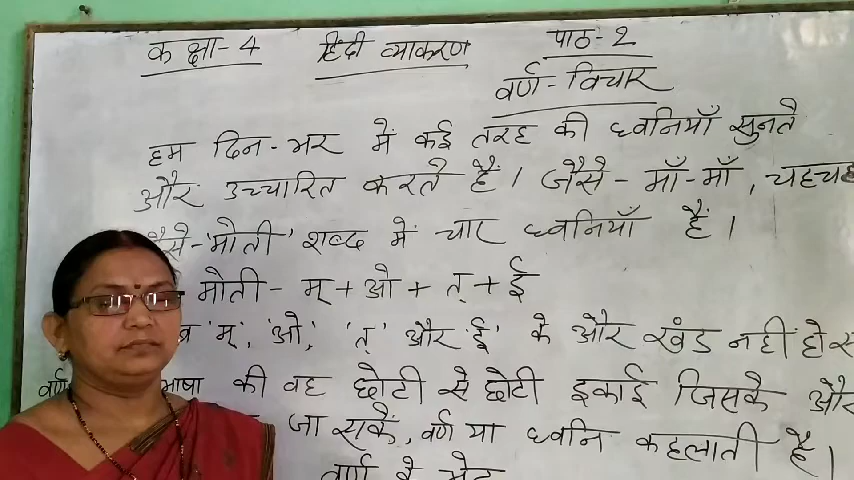 कक्षा-4 हिंदी व्याकरण पाठ-2
वर्ण-विचार
हम दिन-भर में कई तरह की ध्वनियाँ सुनते
और उच्चारित करते हैं। जैसे - माँ-माँ, चहचह
'मोती' शब्द में चार ध्वनियाँ हैं।
मोती - म् + ओ + त् + ई
'म्', 'ओ', 'त्' और 'ई' के और खंड नहीं हो
भाषा की वह छोटी से छोटी इकाई जिसके और
जा सकें, वर्ण या ध्वनि कहलाती है।
वर्ण के भेद